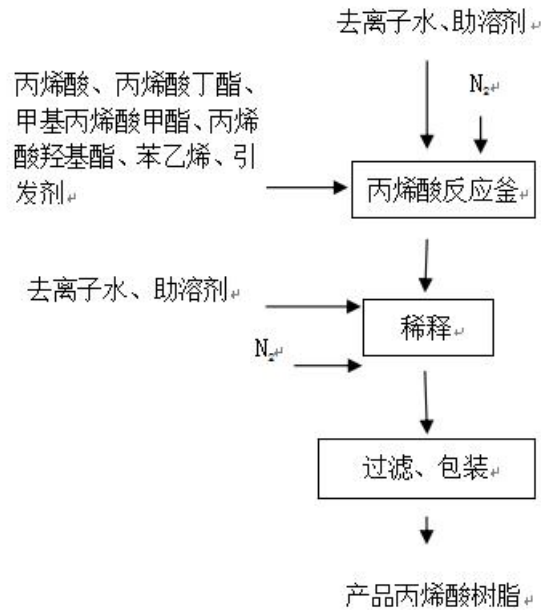 去离子水、助溶剂
丙烯酸、丙烯酸丁酯、
甲基丙烯酸甲酯、丙烯
酸羟基酯、苯乙烯、引
发剂
N₂
丙烯酸反应釜
去离子水、助溶剂
N₂
稀释
过滤、包装
产品丙烯酸树脂